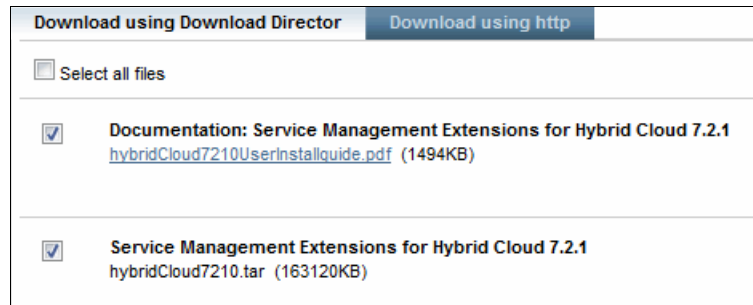 Download using Download Director Download using http
Select all files
Documentation: Service Management Extensions for Hybrid Cloud 7.2.1
hybridCloud7210UserInstallguide.pdf (1494KB)
Service Management Extensions for Hybrid Cloud 7.2.1
hybridCloud7210.tar (163120KB)